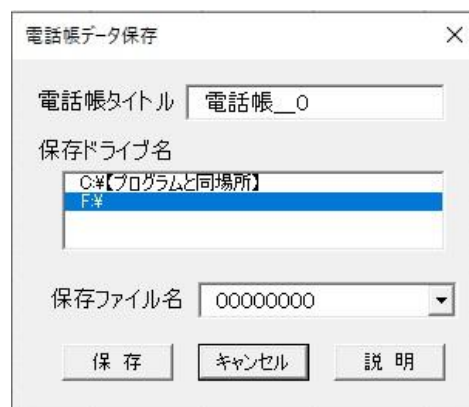 電話帳データ保存
電話帳タイトル 電話帳__0
保存ドライブ名
C:¥【プログラムと同場所】
F:¥
保存ファイル名 00000000
保 存 キャンセル 説 明